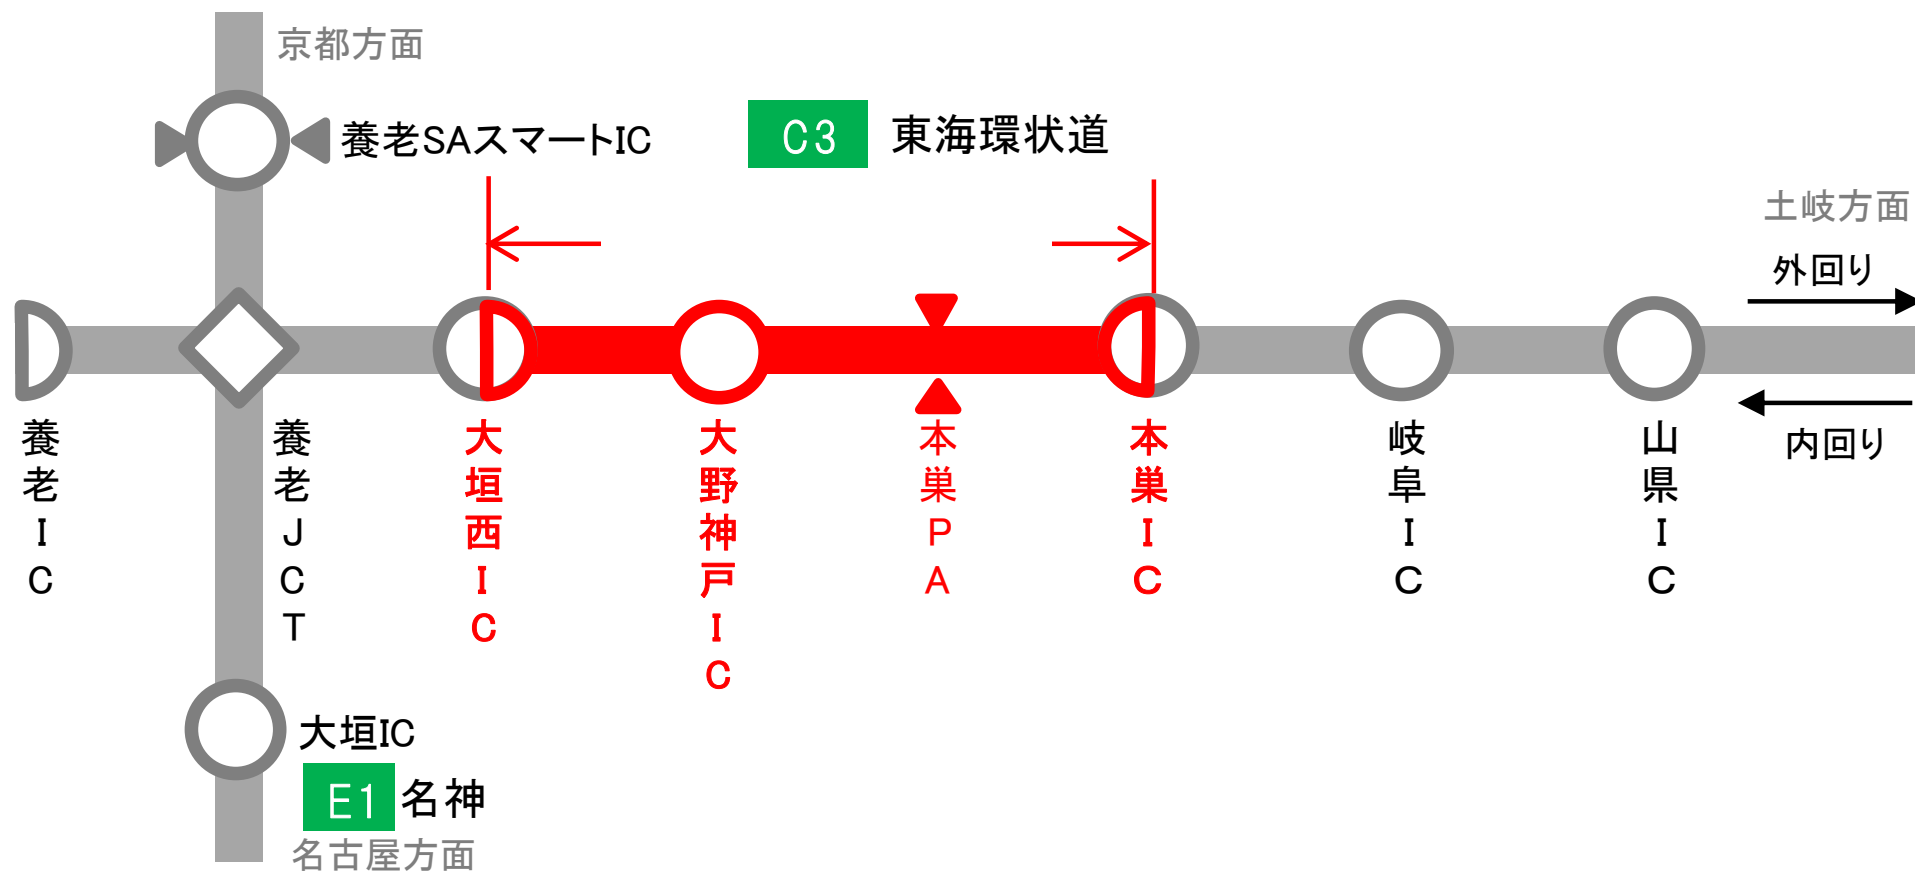 京都方面
養老SAスマートIC
C3 東海環状道
土岐方面
外回り
内回り
養老IC
養老JCT
大垣西IC
大野神戸IC
本巣PA
本巣IC
岐阜IC
山県IC
大垣IC
E1 名神
名古屋方面